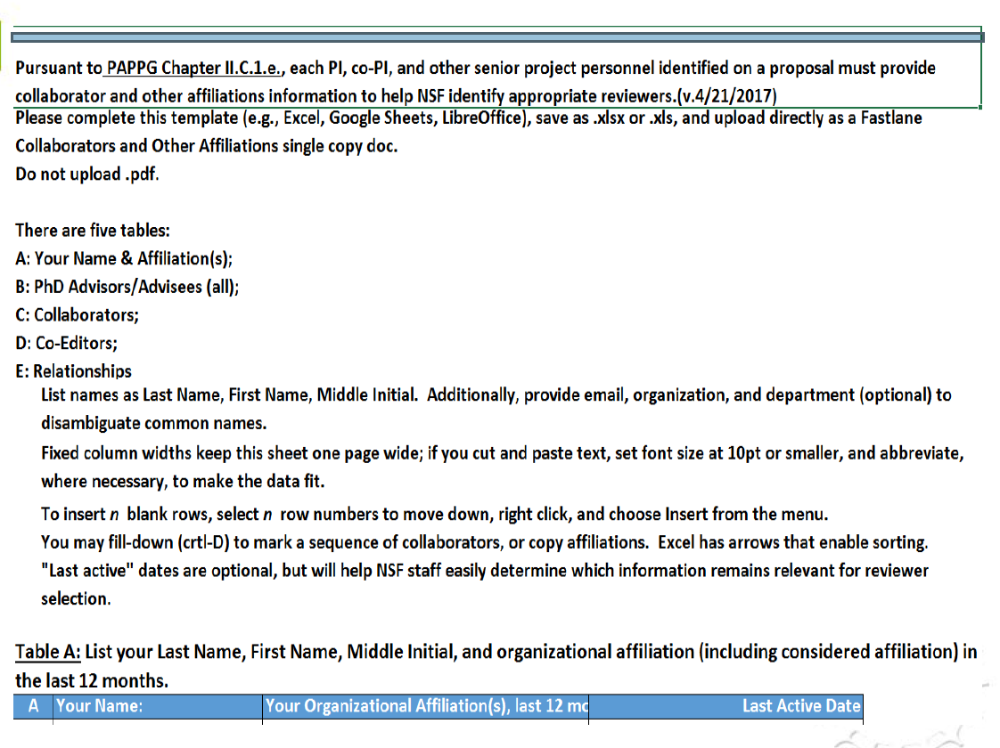 Pursuant to PAPPG Chapter II.C.1.e., each PI, co-PI, and other senior project personnel identified on a proposal must provide
collaborator and other affiliations information to help NSF identify appropriate reviewers.(v.4/21/2017)
Please complete this template (e.g., Excel, Google Sheets, LibreOffice), save as .xlsx or .xls, and upload directly as a Fastlane
Collaborators and Other Affiliations single copy doc.
Do not upload .pdf.
There are five tables:
A: Your Name & Affiliation(s);
B: PhD Advisors/Advisees (all);
C: Collaborators;
D: Co-Editors;
E: Relationships
List names as Last Name, First Name, Middle Initial.  Additionally, provide email, organization, and department (optional) to
disambiguate common names.
Fixed column widths keep this sheet one page wide; if you cut and paste text, set font size at 10pt or smaller, and abbreviate,
where necessary, to make the data fit.
To insert n  blank rows, select n  row numbers to move down, right click, and choose Insert from the menu.
You may fill-down (crtl-D) to mark a sequence of collaborators, or copy affiliations.  Excel has arrows that enable sorting.
"Last active" dates are optional, but will help NSF staff easily determine which information remains relevant for reviewer
selection.
Table A: List your Last Name, First Name, Middle Initial, and organizational affiliation (including considered affiliation) in
the last 12 months.
A Your Name: Your Organizational Affiliation(s), last 12 mo Last Active Date